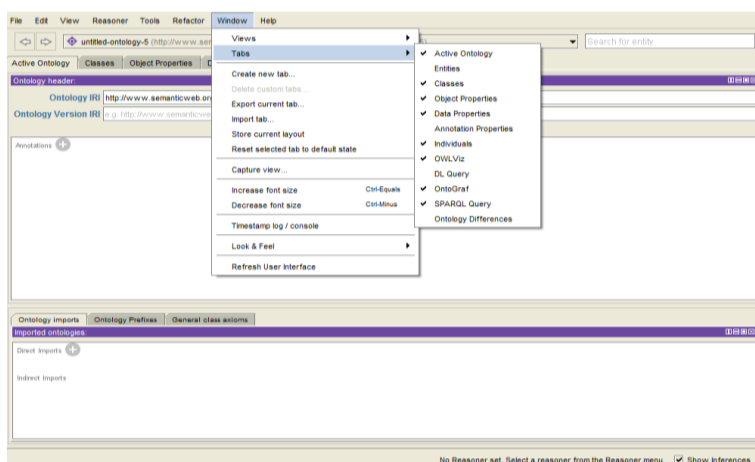 File Edit View Reasoner Tools Refactor Window Help
untitled-ontology-5 (http://www.sem
Search for entity
Active Ontology Classes Object Properties D
Ontology header:
Ontology IRI http://www.semanticweb.or
Ontology Version IRI e.g. http://www.semanticwe
Annotations
Views
Tabs
Create new tab...
Delete custom tabs...
Export current tab...
Import tab...
Store current layout
Reset selected tab to default state
Capture view...
Increase font size Ctrl-Equals
Decrease font size Ctrl-Minus
Timestamp log / console
Look & Feel
Refresh User Interface
Active Ontology
Entities
Classes
Object Properties
Data Properties
Annotation Properties
Individuals
OWLViz
DL Query
OntoGraf
SPARQL Query
Ontology Differences
Ontology imports Ontology Prefixes General class axioms
Imported ontologies:
Direct Imports
Indirect Imports
No Reasoner set. Select a reasoner from the Reasoner menu Show Inferences